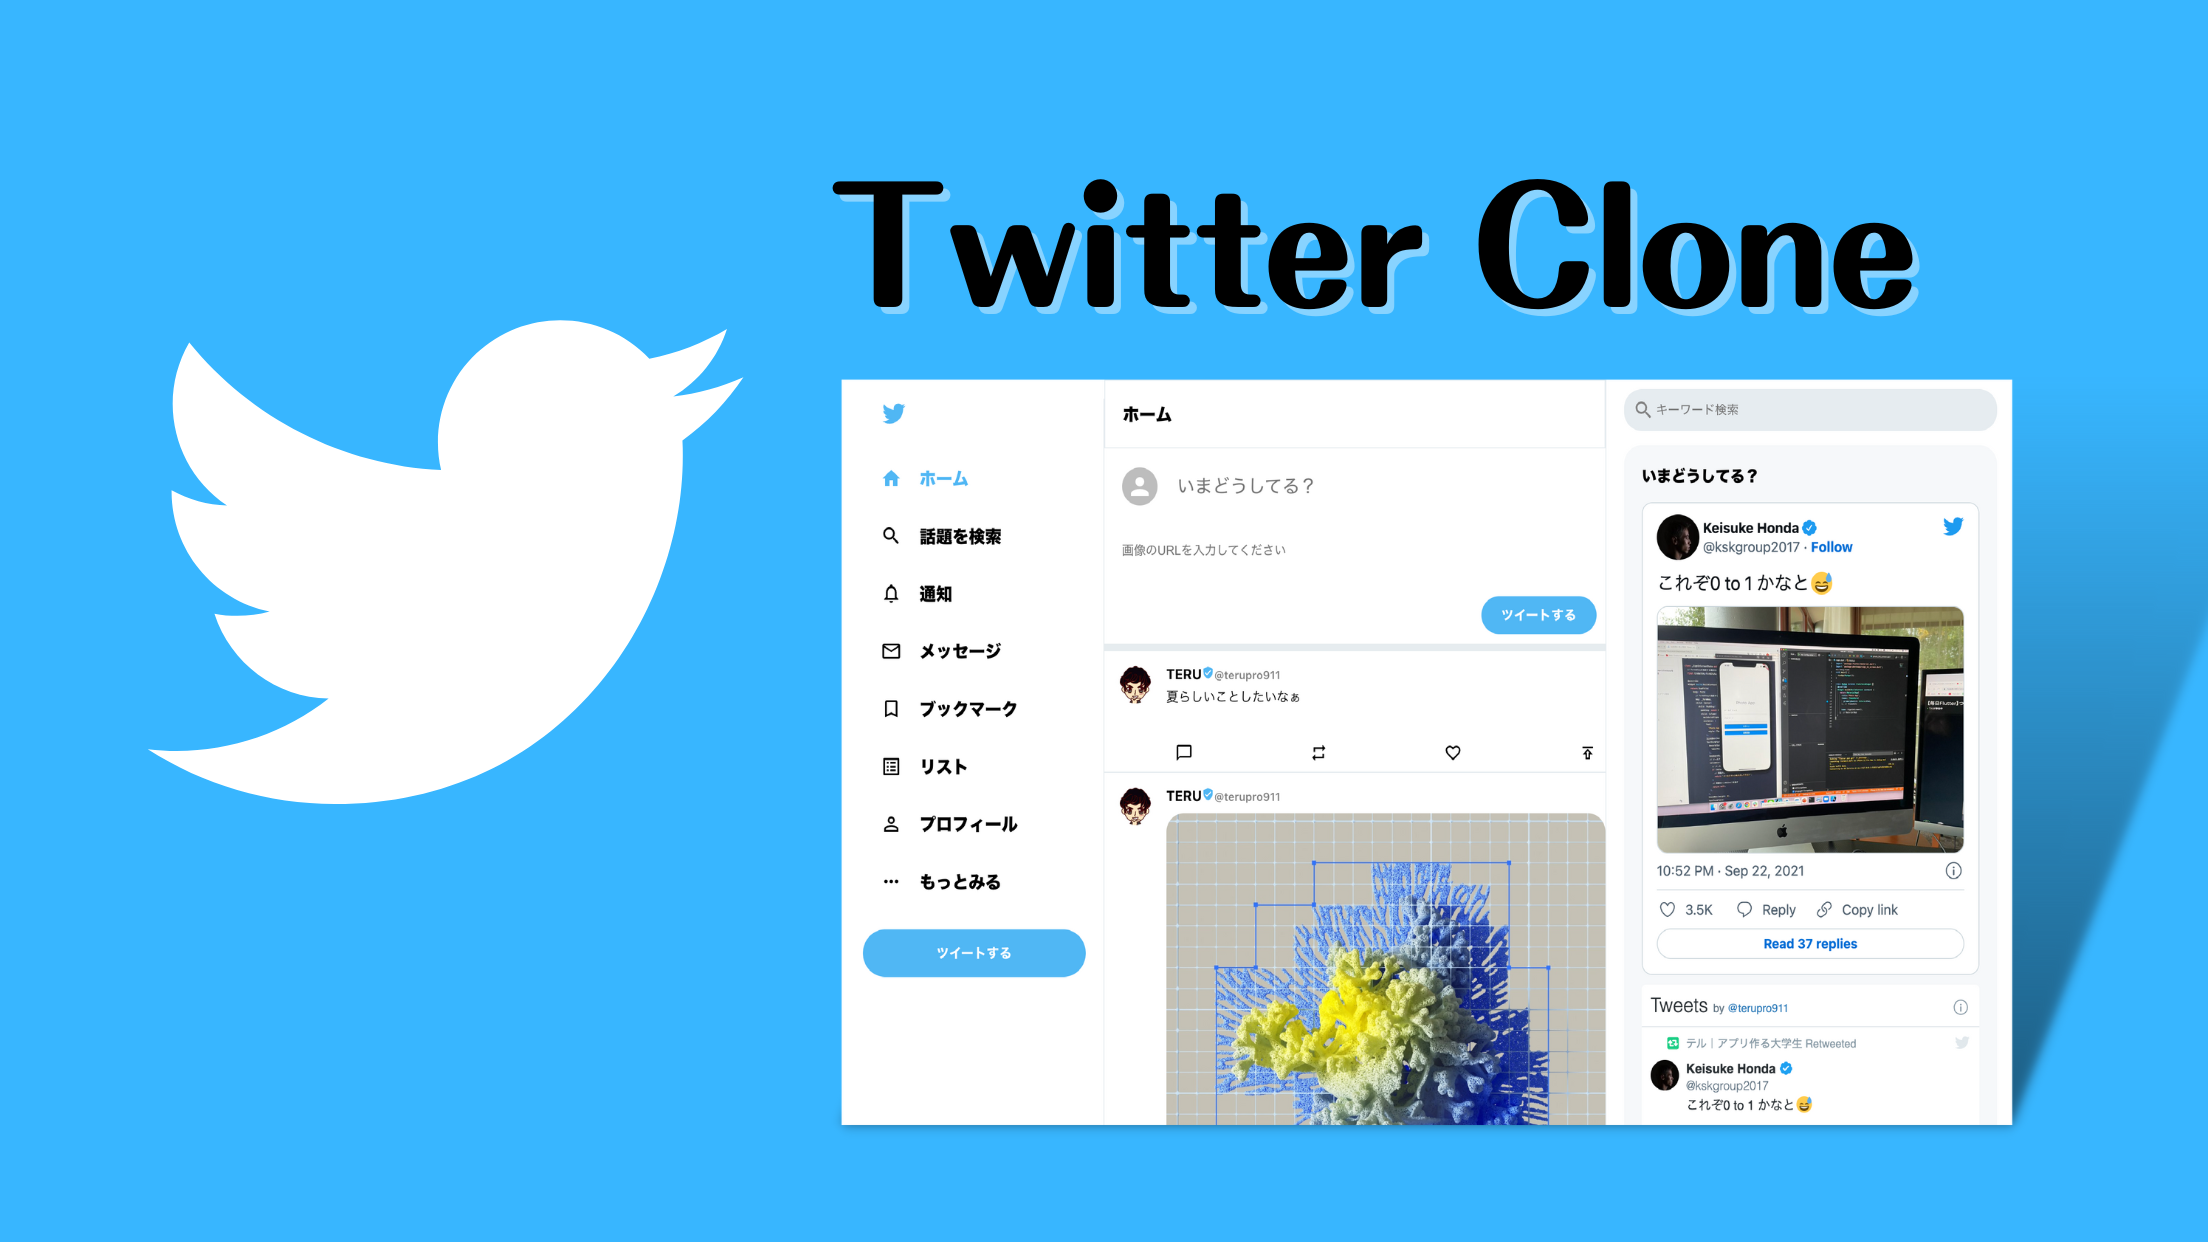 Twitter Clone
ホーム
話題を検索
通知
メッセージ
ブックマーク
リスト
プロフィール
もっとみる
ツイートする
ホーム
いまどうしてる？
画像のURLを入力してください
ツイートする
TERU @terupro911
夏らしいことしたいなぁ
TERU @terupro911
キーワード検索
いまどうしてる？
Keisuke Honda
@kskgroup2017 · Follow
これぞ0 to 1 かなと😅
10:52 PM · Sep 22, 2021
3.5K Reply Copy link
Read 37 replies
Tweets by @terupro911
テル｜アプリ作る大学生 Retweeted
Keisuke Honda
@kskgroup2017
これぞ0 to 1 かなと😅